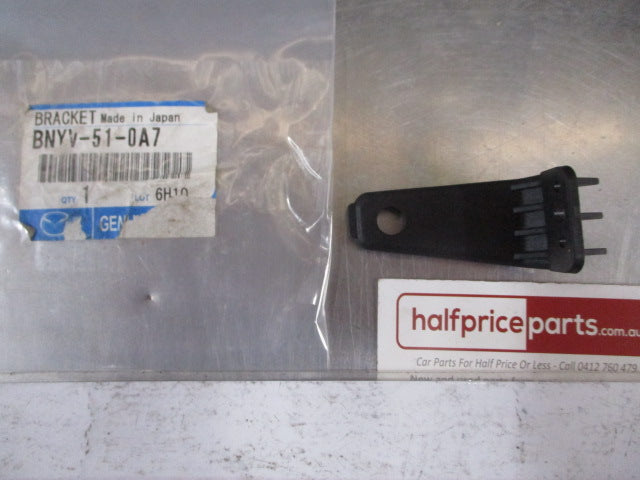 BRACKET Made in Japan
BNYV-51-0A7
QTY 1 LOT 6H10
GEN
halfpriceparts.com.au
Car Parts For Half Price Or Less - Call 0412 760 479